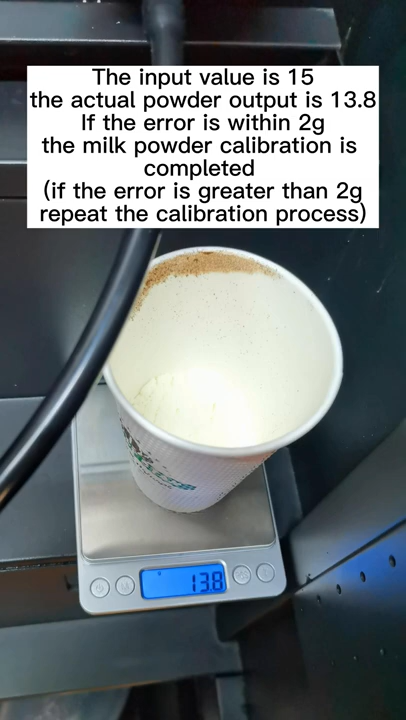 The input value is 15
the actual powder output is 13.8
If the error is within 2g
the milk powder calibration is
completed
(if the error is greater than 2g
repeat the calibration process)
13.8